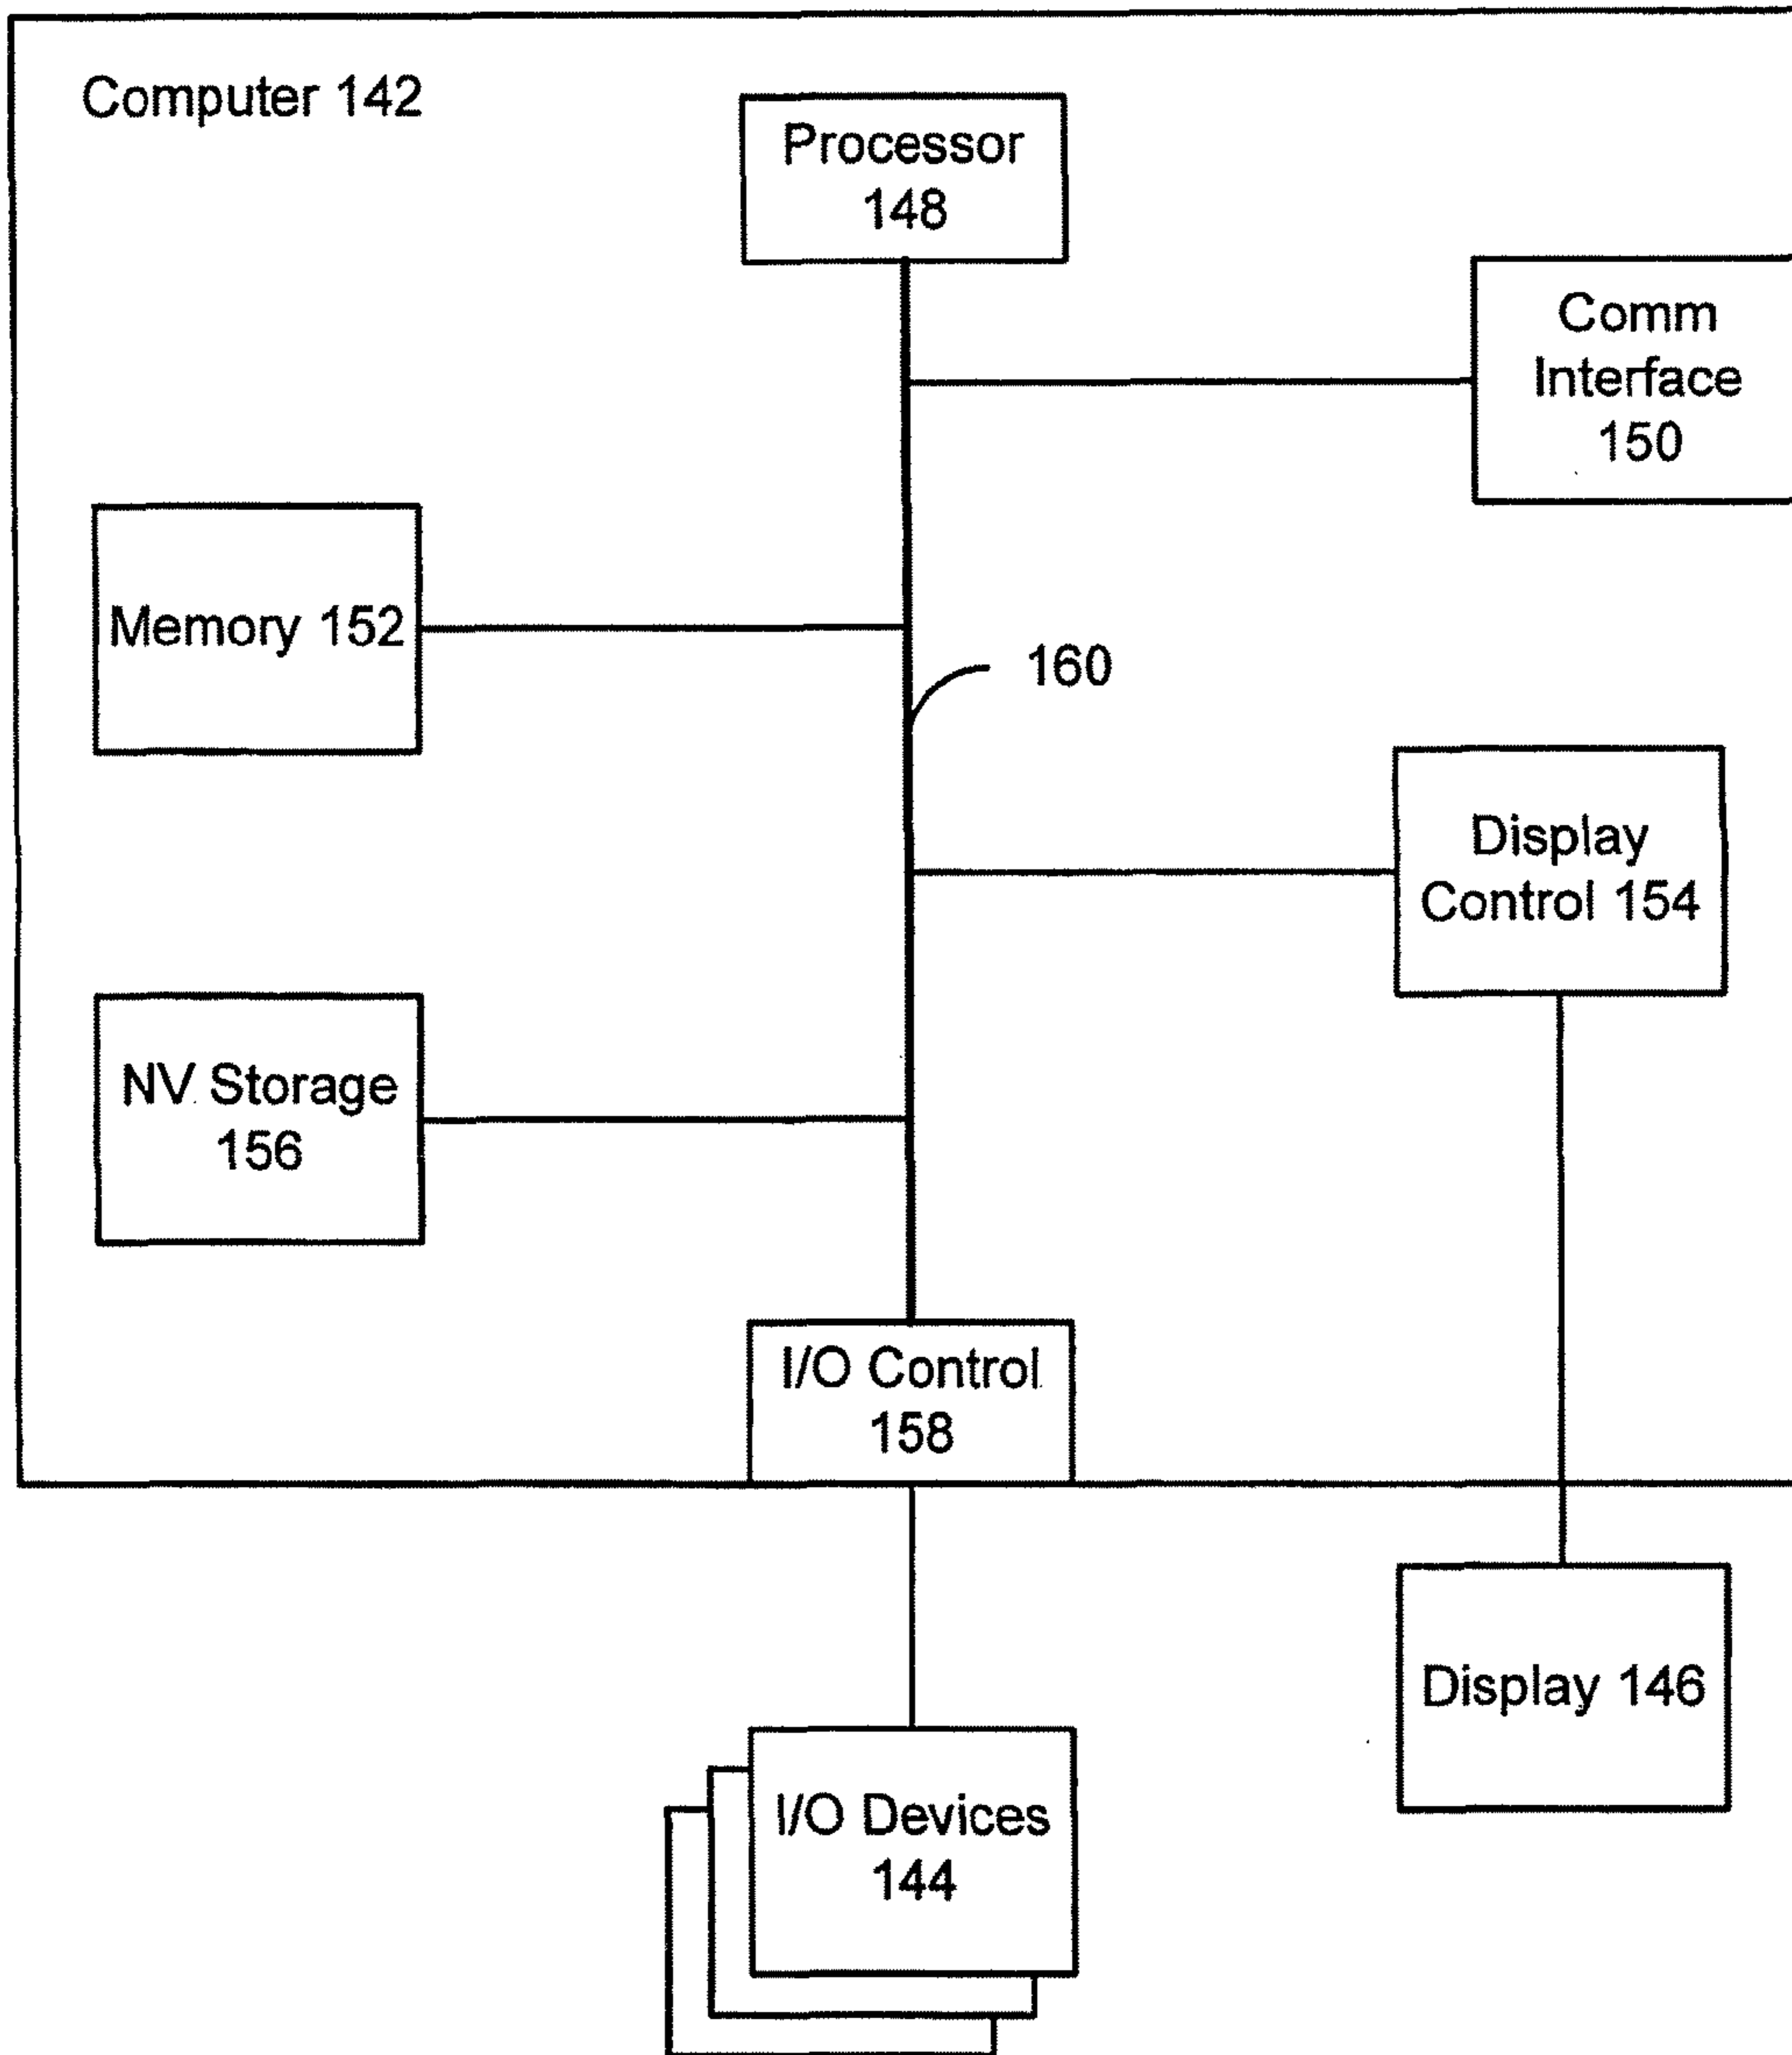 Computer 142
Processor
148
Comm
Interface
150
Memory 152
160
Display
Control 154
NV Storage
156
I/O Control
158
Display 146
I/O Devices
144